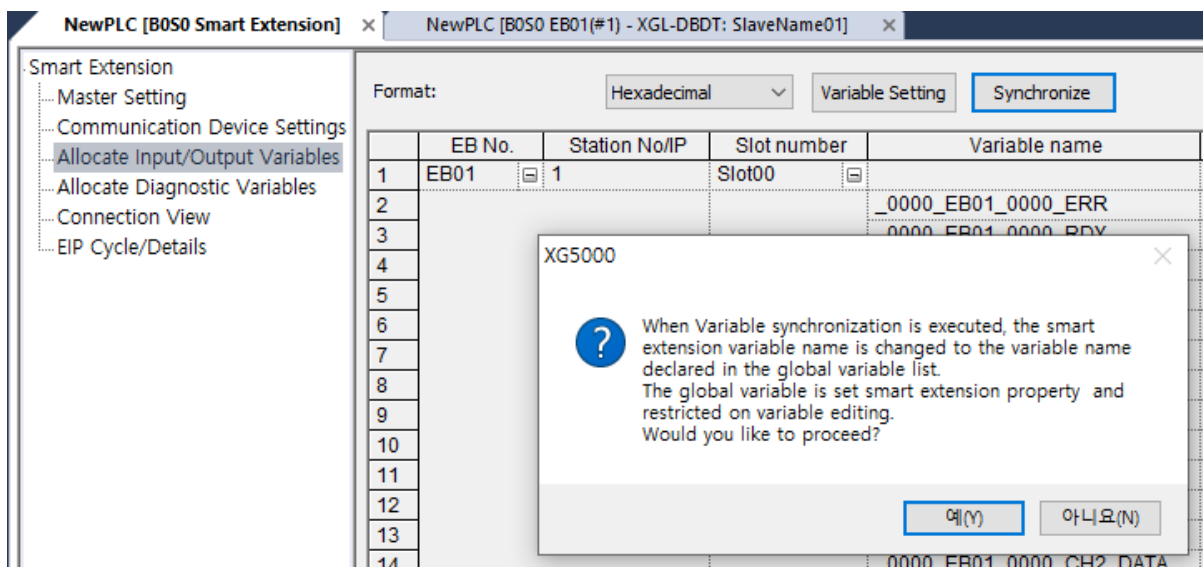 NewPLC [B0S0 Smart Extension]
NewPLC [B0S0 EB01(#1) - XGL-DBDT: SlaveName01]
Smart Extension
Master Setting
Communication Device Settings
Allocate Input/Output Variables
Allocate Diagnostic Variables
Connection View
EIP Cycle/Details
Format: Hexadecimal Variable Setting Synchronize
EB No. Station No/IP Slot number Variable name
1 EB01 1 Slot00
2 _0000_EB01_0000_ERR
3 _0000_EB01_0000_RDY
4
5
6
7
8
9
10
11
12
13
14 _0000_EB01_0000_CH2_DATA
XG5000
When Variable synchronization is executed, the smart
extension variable name is changed to the variable name
declared in the global variable list.
The global variable is set smart extension property and
restricted on variable editing.
Would you like to proceed?
예(Y) 아니요(N)